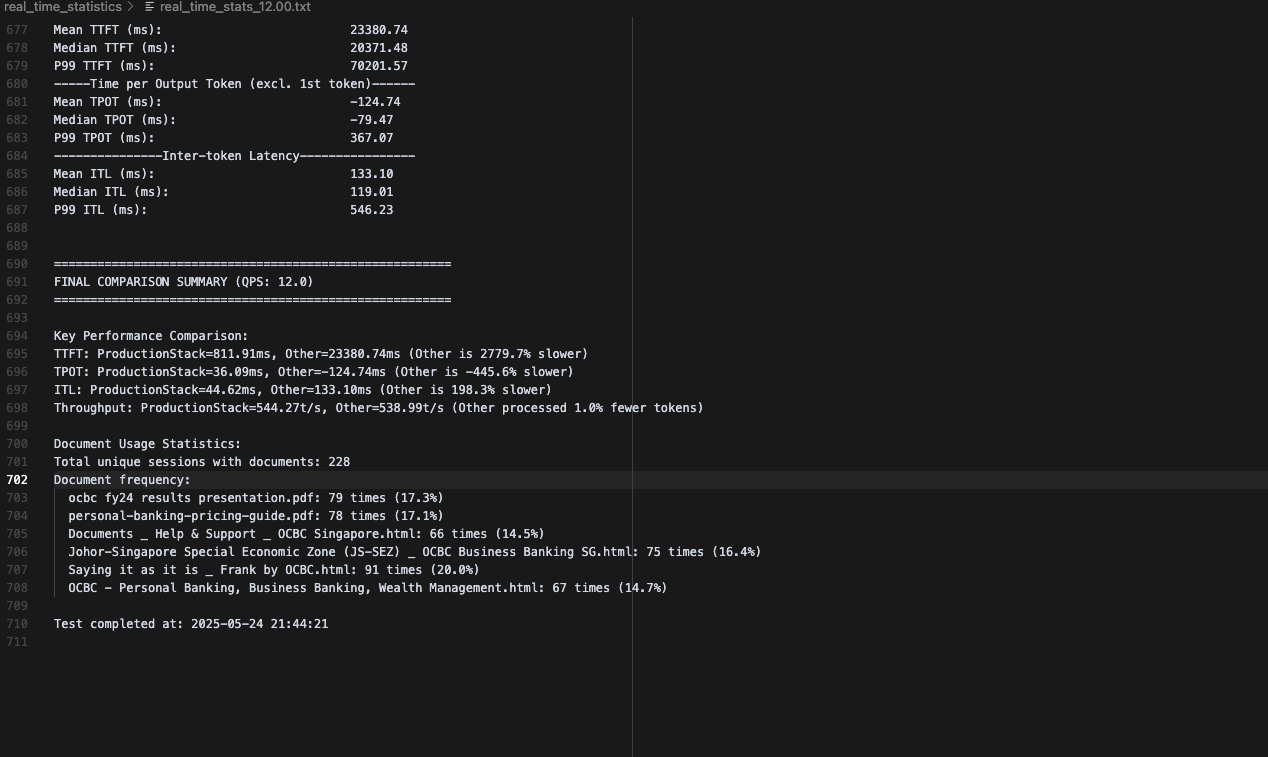 real_time_statistics > real_time_stats_12.00.txt
677 Mean TTFT (ms): 23380.74
678 Median TTFT (ms): 20371.48
679 P99 TTFT (ms): 70201.57
680 -----Time per Output Token (excl. 1st token)------
681 Mean TPOT (ms): -124.74
682 Median TPOT (ms): -79.47
683 P99 TPOT (ms): 367.07
684 ---------------Inter-token Latency----------------
685 Mean ITL (ms): 133.10
686 Median ITL (ms): 119.01
687 P99 ITL (ms): 546.23
688
689
690 =======================================================
691 FINAL COMPARISON SUMMARY (QPS: 12.0)
692 =======================================================
693
694 Key Performance Comparison:
695 TTFT: ProductionStack=811.91ms, Other=23380.74ms (Other is 2779.7% slower)
696 TPOT: ProductionStack=36.09ms, Other=-124.74ms (Other is -445.6% slower)
697 ITL: ProductionStack=44.62ms, Other=133.10ms (Other is 198.3% slower)
698 Throughput: ProductionStack=544.27t/s, Other=538.99t/s (Other processed 1.0% fewer tokens)
699
700 Document Usage Statistics:
701 Total unique sessions with documents: 228
702 Document frequency:
703 ocbc fy24 results presentation.pdf: 79 times (17.3%)
704 personal-banking-pricing-guide.pdf: 78 times (17.1%)
705 Documents _ Help & Support _ OCBC Singapore.html: 66 times (14.5%)
706 Johor-Singapore Special Economic Zone (JS-SEZ) _ OCBC Business Banking SG.html: 75 times (16.4%)
707 Saying it as it is _ Frank by OCBC.html: 91 times (20.0%)
708 OCBC - Personal Banking, Business Banking, Wealth Management.html: 67 times (14.7%)
709
710 Test completed at: 2025-05-24 21:44:21
711